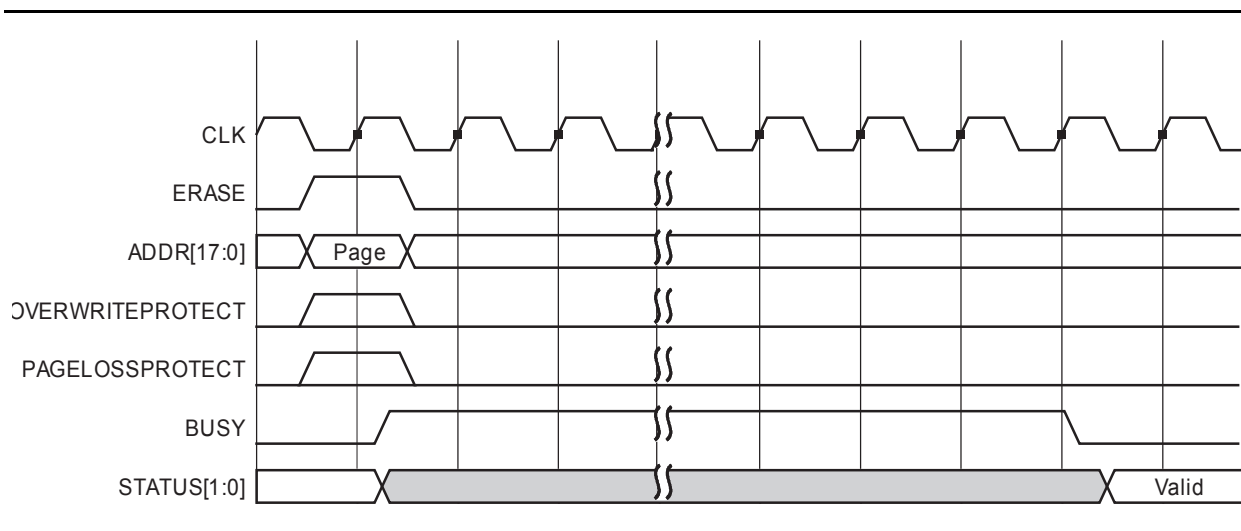 CLK
ERASE
ADDR[17:0] Page
OVERWRITEPROTECT
PAGELOSSPROTECT
BUSY
STATUS[1:0] Valid